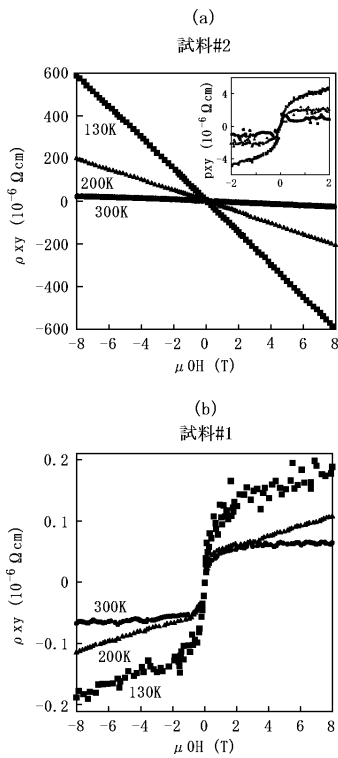 (a)
試料#2
600
400
200
0
-200
-400
-600
ρxy (10⁻⁶ Ωcm)
130K
200K
300K
4
0
-4
pxy (10⁻⁶ Ωcm)
-2 0 2
-8 -6 -4 -2 0 2 4 6 8
μ0H (T)
(b)
試料#1
0.2
0.1
0
-0.1
-0.2
ρxy (10⁻⁶ Ωcm)
300K
200K
130K
-8 -6 -4 -2 0 2 4 6 8
μ0H (T)